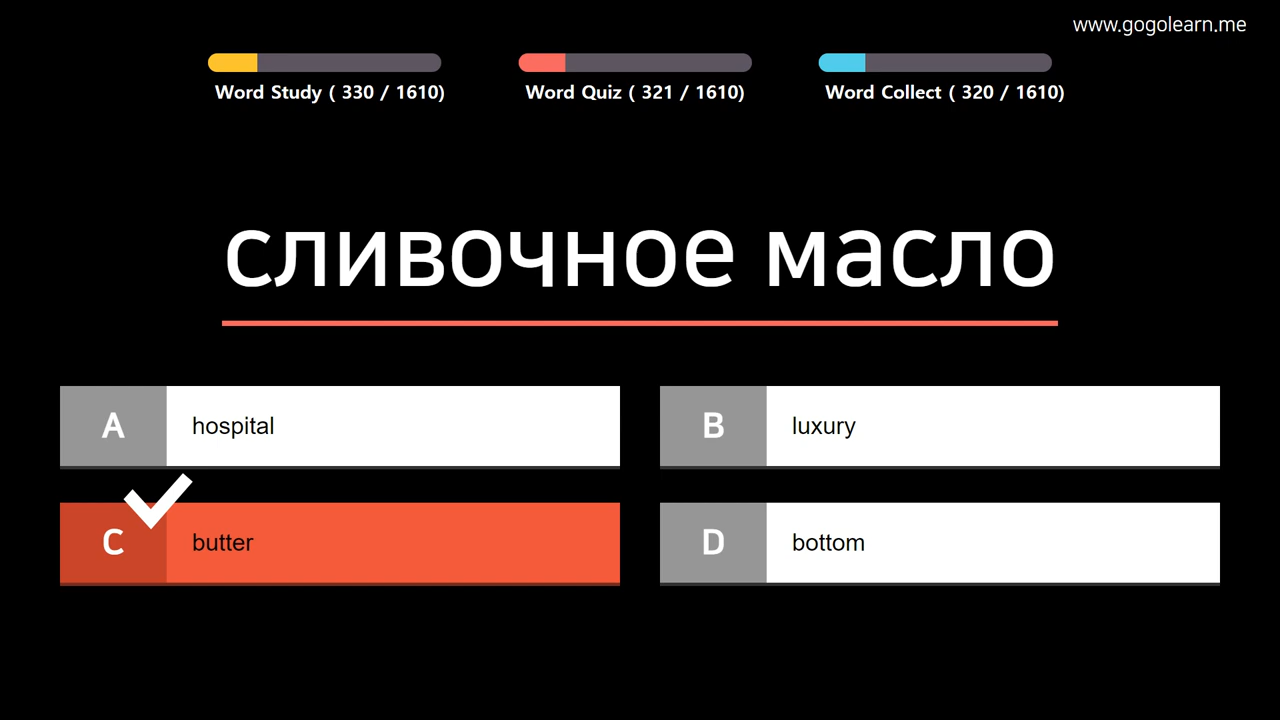 www.gogolearn.me
Word Study ( 330 / 1610)
Word Quiz ( 321 / 1610)
Word Collect ( 320 / 1610)
сливочное масло
A hospital
B luxury
C butter
D bottom